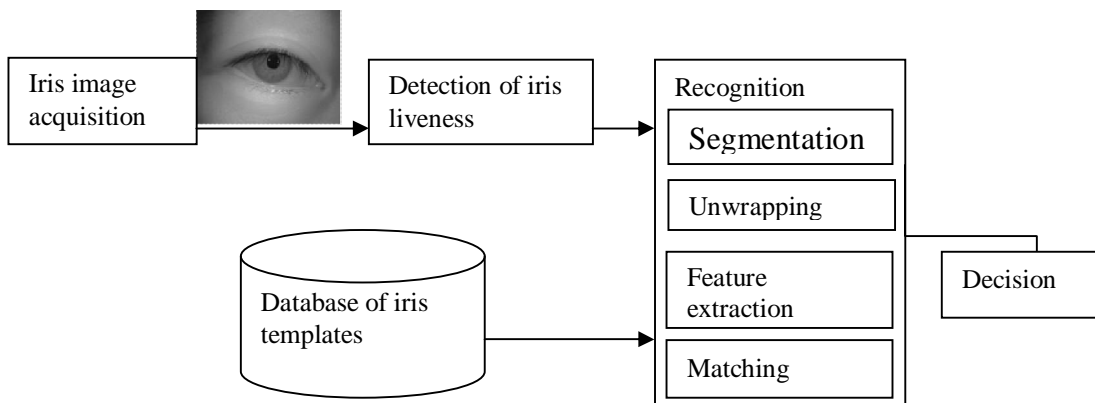 Iris image
acquisition
Detection of iris
liveness
Recognition
Segmentation
Unwrapping
Feature
extraction
Matching
Database of iris
templates
Decision